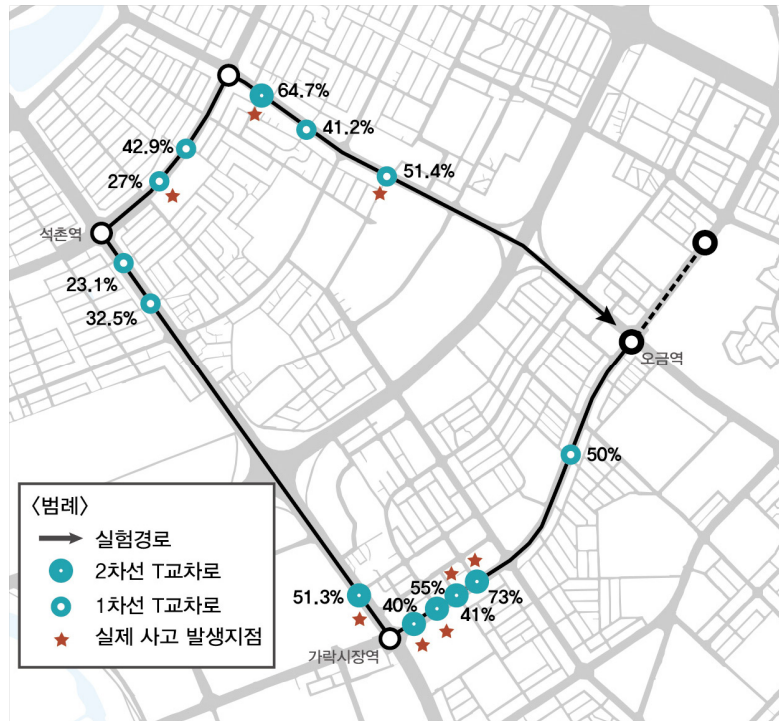 64.7%
41.2%
42.9%
51.4%
27%
석촌역
23.1%
32.5%
오금역
50%
〈범례〉
실험경로
2차선 T교차로
1차선 T교차로
실제 사고 발생지점
51.3%
40%
55%
73%
41%
가락시장역